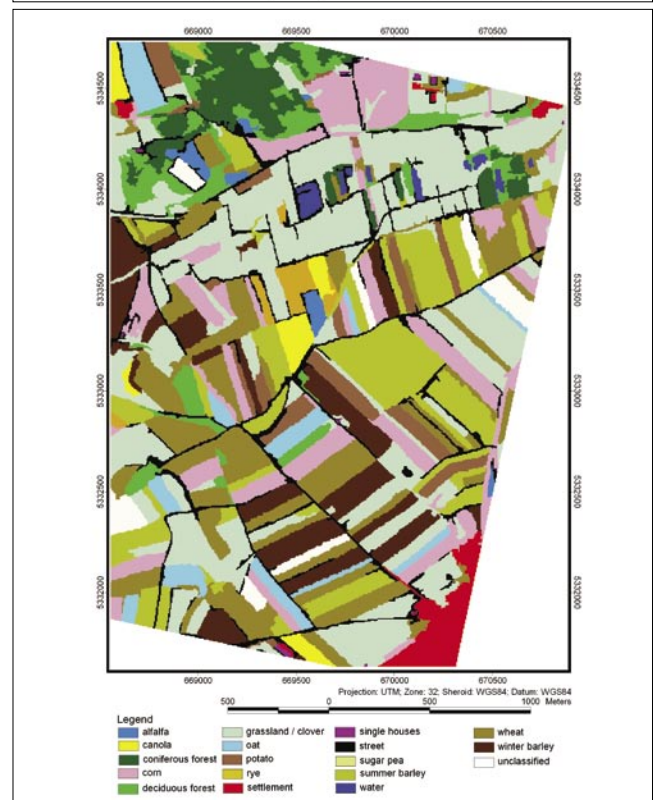 669000 669500 670000 670500
5334500 5334500
5334000 5334000
5333500 5333500
5333000 5333000
5332500 5332500
5332000 5332000
669000 669500 670000 670500
Projection: UTM; Zone: 32; Sheroid: WGS84; Datum: WGS84
500 0 500 1000 Meters
Legend
alfalfa
canola
coniferous forest
corn
deciduous forest
grassland / clover
oat
potato
rye
settlement
single houses
street
sugar pea
summer barley
water
wheat
winter barley
unclassified